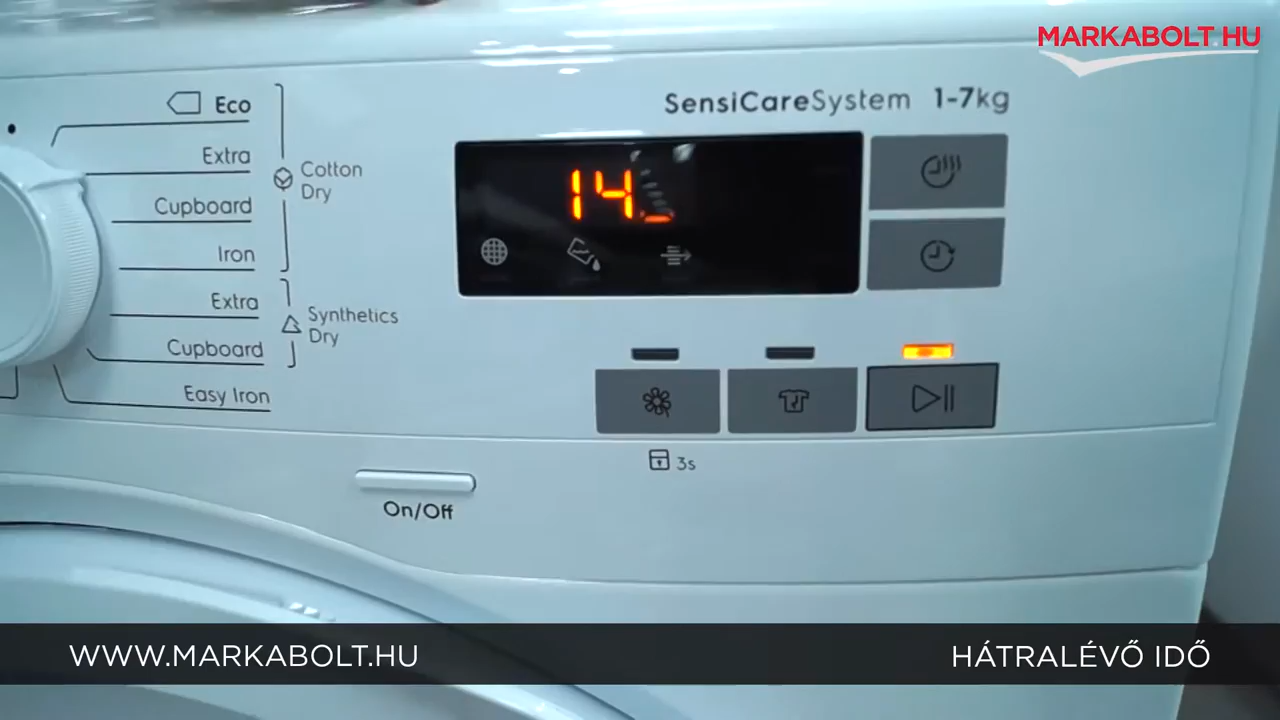 MARKABOLT.HU
SensiCareSystem 1-7kg
Eco
Extra
Cupboard
Iron
Cotton
Dry
Extra
Cupboard
Easy Iron
Synthetics
Dry
14
3s
On/Off
WWW.MARKABOLT.HU
HÁTRALÉVŐ IDŐ